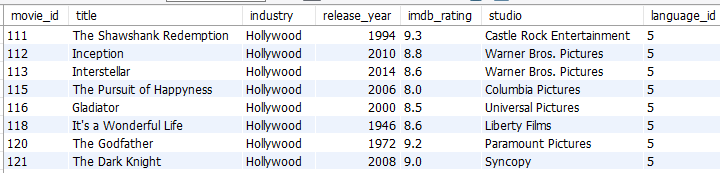 movie_id title industry release_year imdb_rating studio language_id
111 The Shawshank Redemption Hollywood 1994 9.3 Castle Rock Entertainment 5
112 Inception Hollywood 2010 8.8 Warner Bros. Pictures 5
113 Interstellar Hollywood 2014 8.6 Warner Bros. Pictures 5
115 The Pursuit of Happyness Hollywood 2006 8.0 Columbia Pictures 5
116 Gladiator Hollywood 2000 8.5 Universal Pictures 5
118 It's a Wonderful Life Hollywood 1946 8.6 Liberty Films 5
120 The Godfather Hollywood 1972 9.2 Paramount Pictures 5
121 The Dark Knight Hollywood 2008 9.0 Syncopy 5